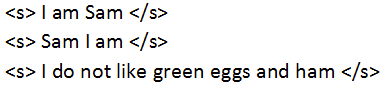 <s> I am Sam </s>
<s> Sam I am </s>
<s> I do not like green eggs and ham </s>